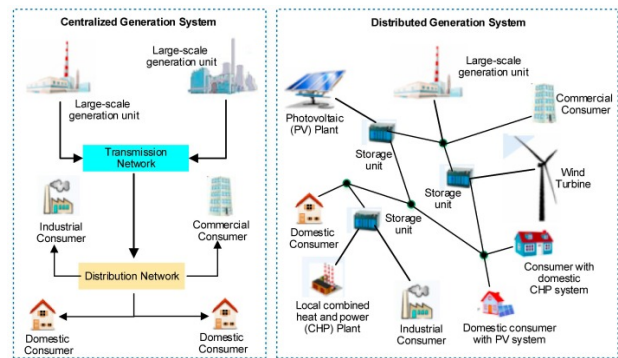 Centralized Generation System
Large-scale
generation unit
Large-scale
generation unit
Transmission
Network
Industrial
Consumer
Commercial
Consumer
Distribution Network
Domestic
Consumer
Domestic
Consumer
Distributed Generation System
Large-scale
generation unit
Photovoltaic
(PV) Plant
Commercial
Consumer
Storage
unit
Storage
unit
Wind
Turbine
Domestic
Consumer
Storage
unit
Consumer with
domestic
CHP system
Local combined
heat and power
(CHP) Plant
Industrial
Consumer
Domestic consumer
with PV system